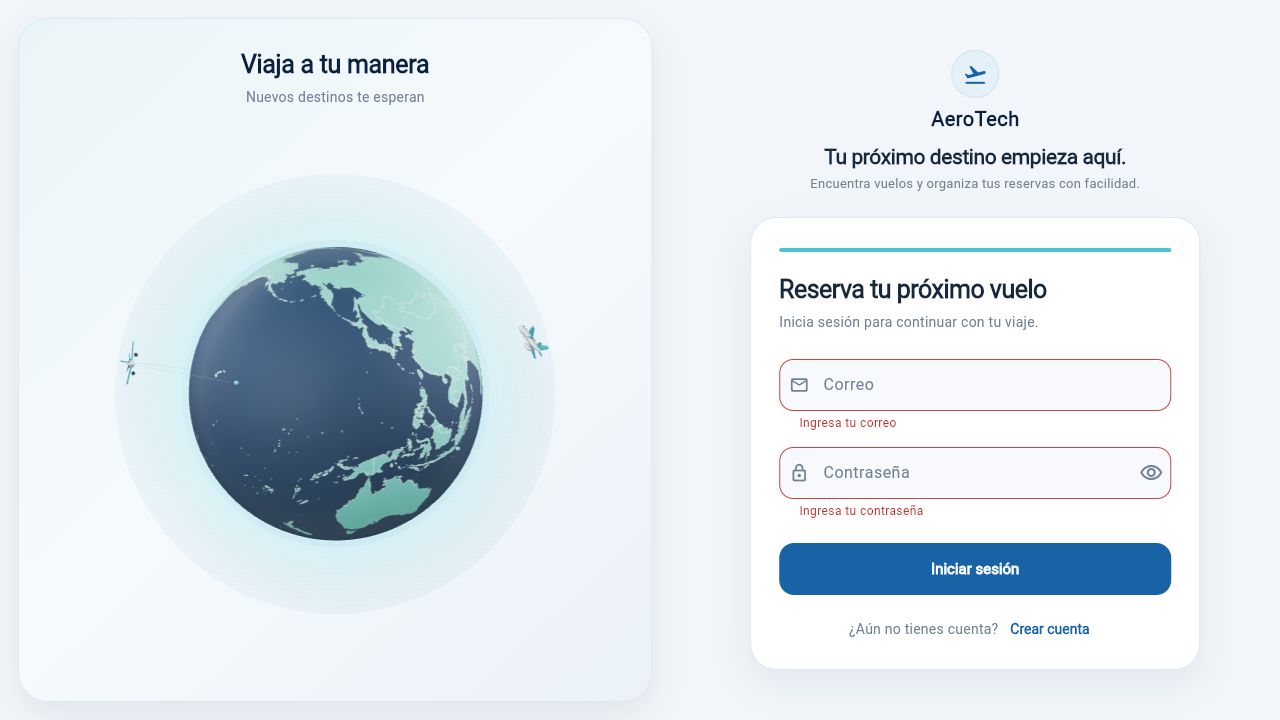 Viaja a tu manera
Nuevos destinos te esperan
AeroTech
Tu próximo destino empieza aquí.
Encuentra vuelos y organiza tus reservas con facilidad.
Reserva tu próximo vuelo
Inicia sesión para continuar con tu viaje.
Correo
Ingresa tu correo
Contraseña
Ingresa tu contraseña
Iniciar sesión
¿Aún no tienes cuenta? Crear cuenta